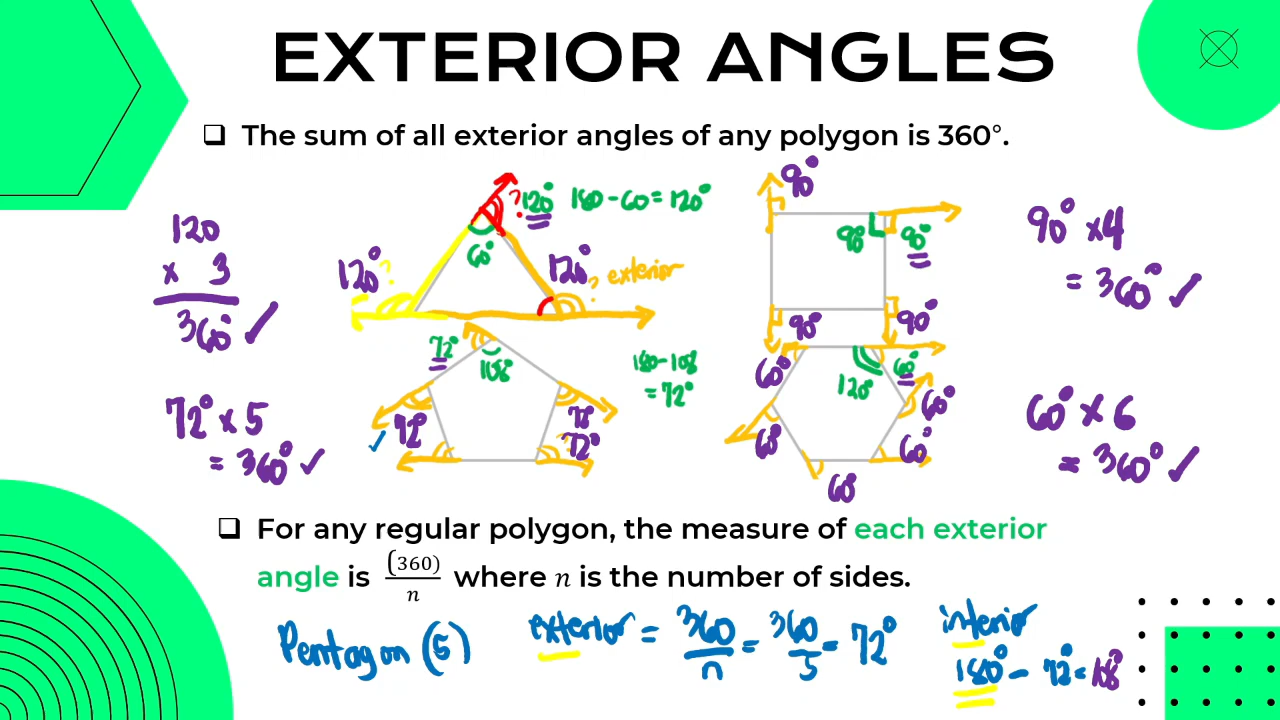 EXTERIOR ANGLES
❑ The sum of all exterior angles of any polygon is 360°.
120
x 3
360° ✓
72° x 5
= 360° ✓
120° ?
60°
?
120°
180 - 60 = 120°
120°
? exterior
72°
108°
72°
✓
72°
72°
?
180-108
= 72°
90°
90°
90°
90°
90°
60°
120°
60°
60°
60°
60°
60°
60°
90° x4
= 360° ✓
60° x 6
= 360° ✓
❑ For any regular polygon, the measure of each exterior
angle is (360)/n where n is the number of sides.
Pentagon (5)
exterior = 360/n = 360/5 = 72°
interior
180° - 72° = 108°